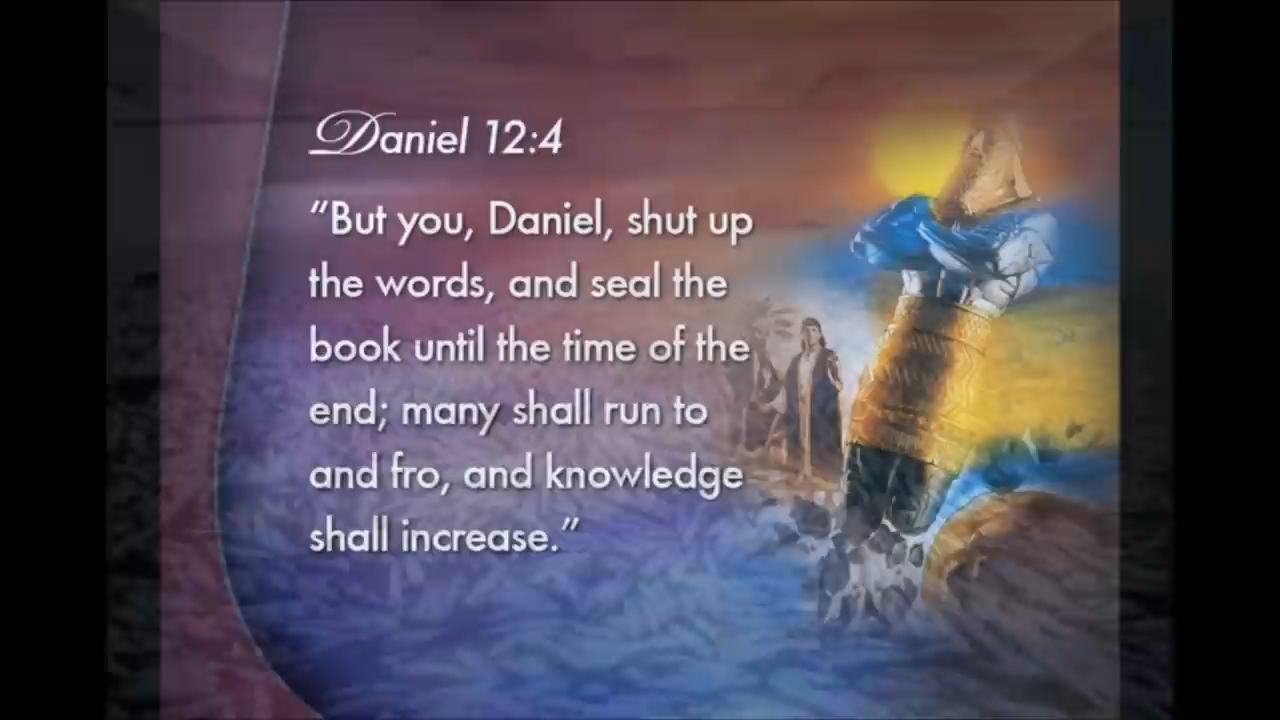 Daniel 12:4
“But you, Daniel, shut up
the words, and seal the
book until the time of the
end; many shall run to
and fro, and knowledge
shall increase.”